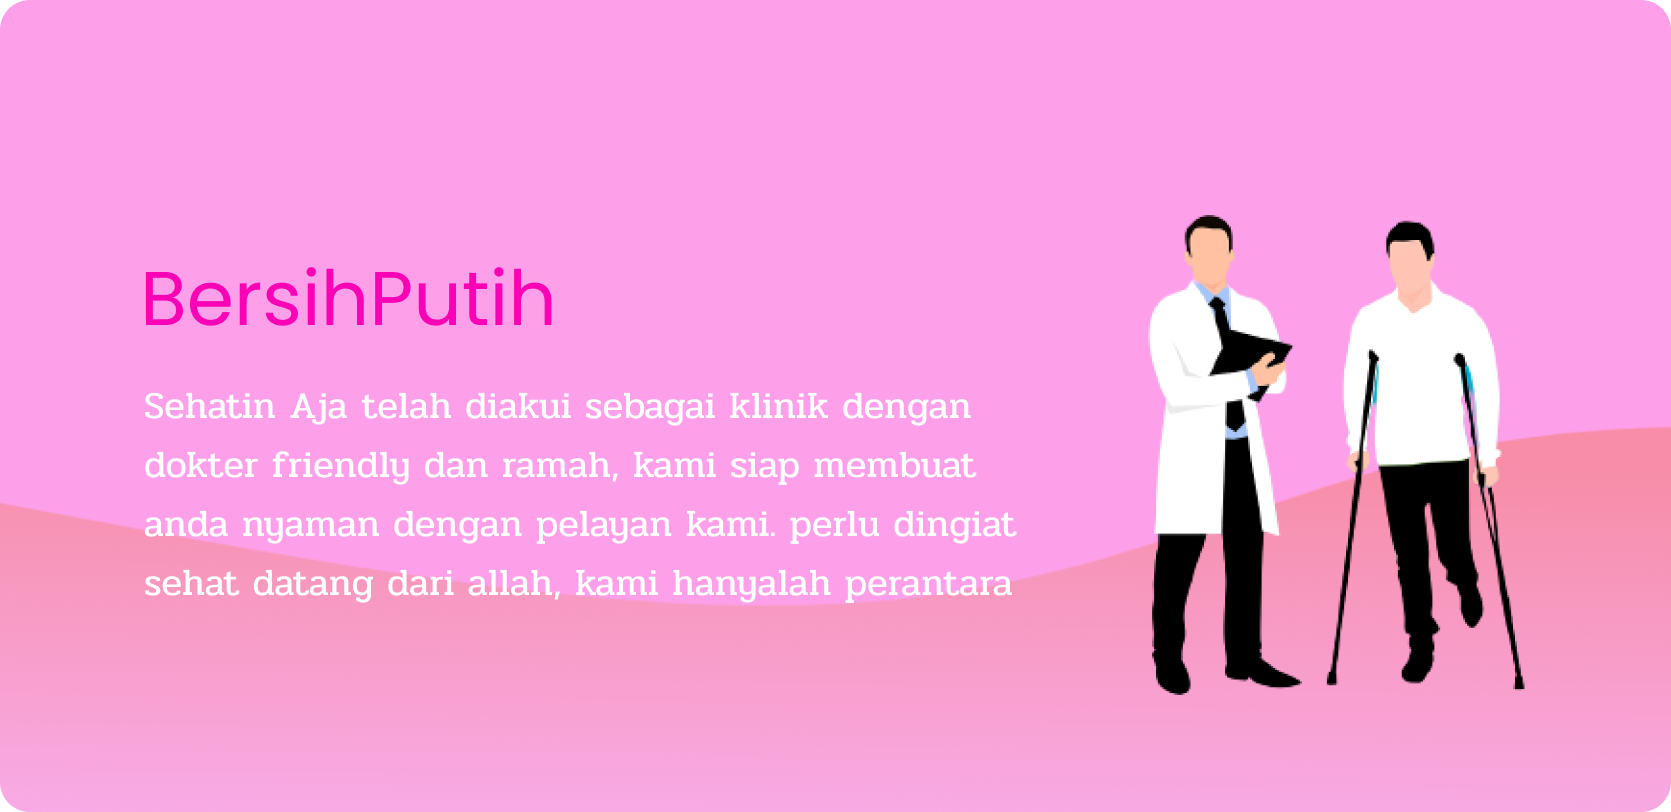 BersihPutih
Sehatin Aja telah diakui sebagai klinik dengan
dokter friendly dan ramah, kami siap membuat
anda nyaman dengan pelayan kami. perlu dingiat
sehat datang dari allah, kami hanyalah perantara